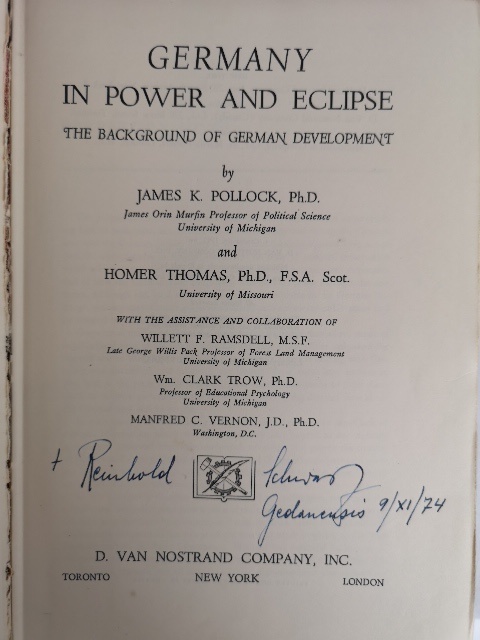 GERMANY
IN POWER AND ECLIPSE
THE BACKGROUND OF GERMAN DEVELOPMENT
by
JAMES K. POLLOCK, Ph.D.
James Orin Murfin Professor of Political Science
University of Michigan
and
HOMER THOMAS, Ph.D., F.S.A. Scot.
University of Missouri
WITH THE ASSISTANCE AND COLLABORATION OF
WILLETT F. RAMSDELL, M.S.F.
Late George Willis Pack Professor of Forest Land Management
University of Michigan
Wm. CLARK TROW, Ph.D.
Professor of Educational Psychology
University of Michigan
MANFRED C. VERNON, J.D., Ph.D.
Washington, D.C.
+ Reinhold Schwarz
Gedanensis 9/XI/74
D. VAN NOSTRAND COMPANY, INC.
TORONTO NEW YORK LONDON